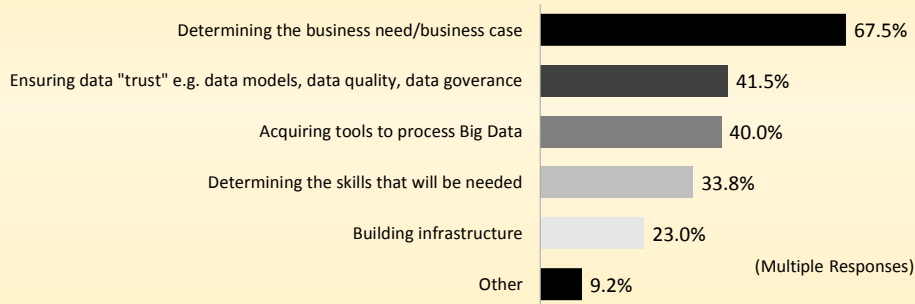 Determining the business need/business case 67.5%
Ensuring data "trust" e.g. data models, data quality, data goverance 41.5%
Acquiring tools to process Big Data 40.0%
Determining the skills that will be needed 33.8%
Building infrastructure 23.0%
(Multiple Responses)
Other 9.2%